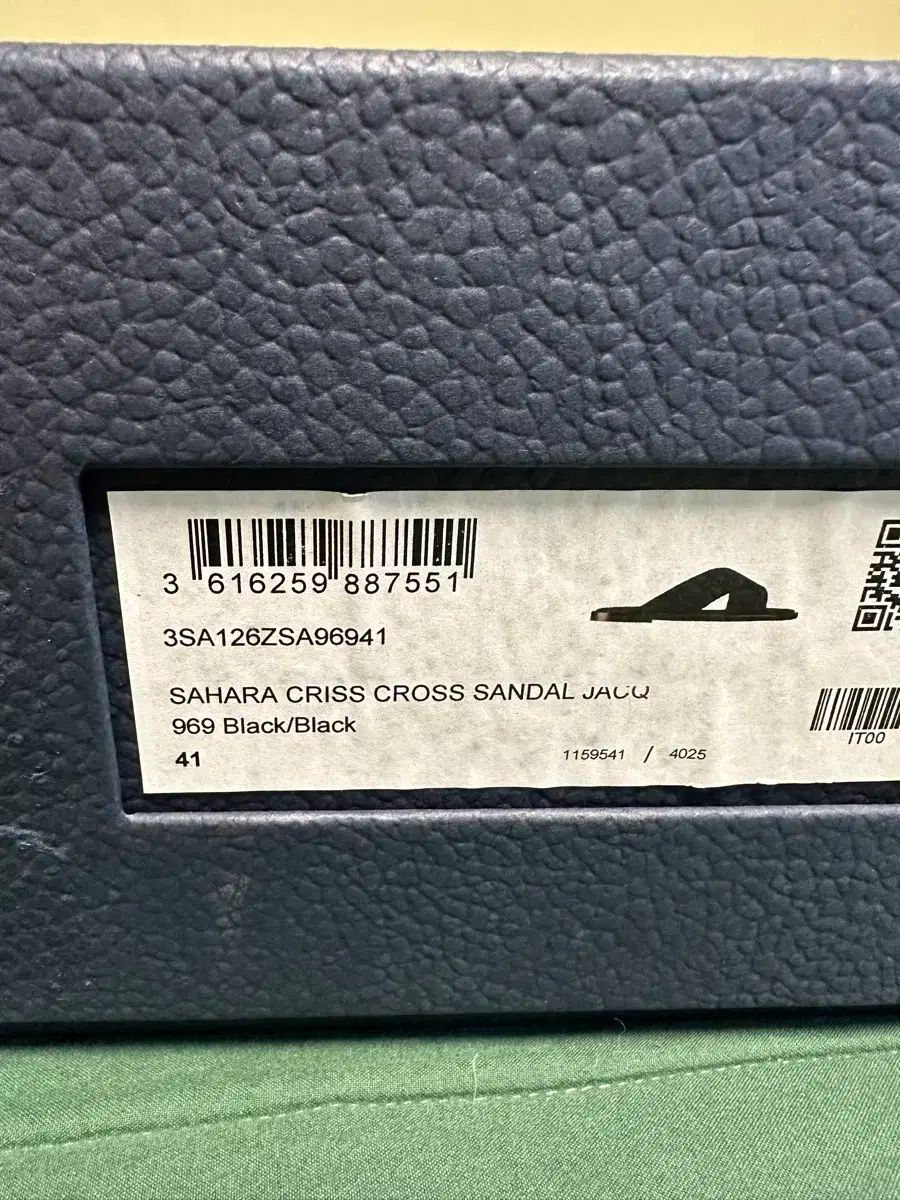 3 616259 887551
3SA126ZSA96941
SAHARA CRISS CROSS SANDAL JACQ
969 Black/Black
41
1159541 / 4025
IT00